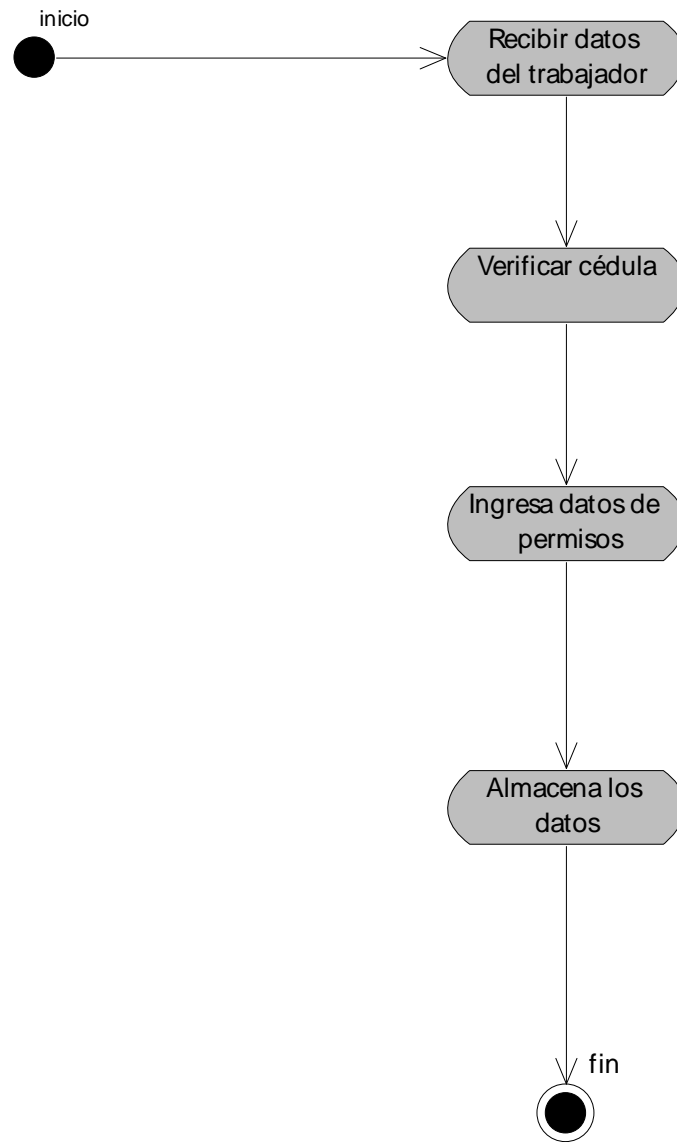 inicio
Recibir datos
del trabajador
Verificar cédula
Ingresa datos de
permisos
Almacena los
datos
fin